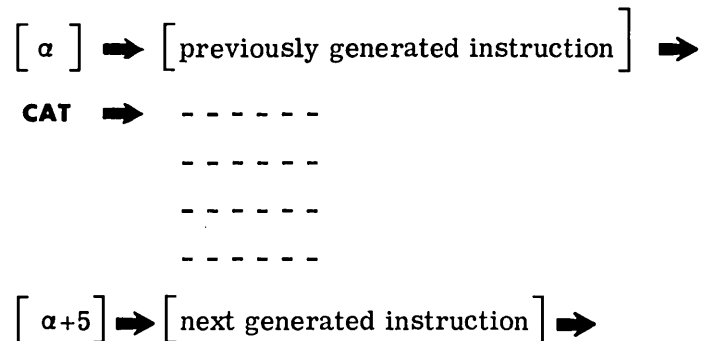 [ α ] ➡ [previously generated instruction] ➡
CAT ➡ - - - - - -
- - - - - -
- - - - - -
- - - - - -
[ α+5] ➡ [next generated instruction] ➡